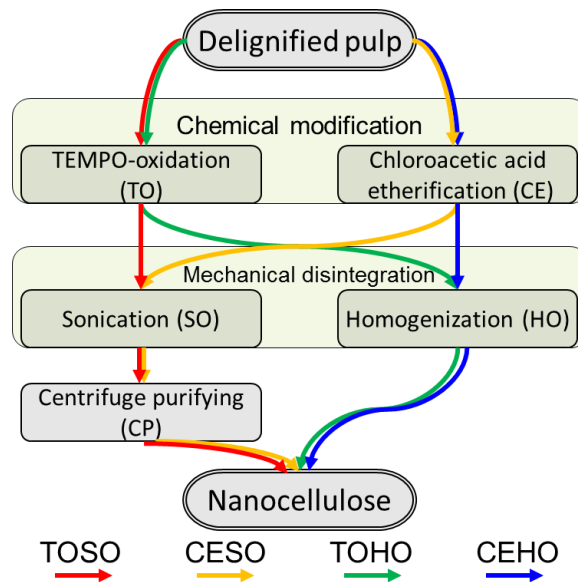 Delignified pulp
Chemical modification
TEMPO-oxidation
(TO)
Chloroacetic acid
etherification (CE)
Mechanical disintegration
Sonication (SO)
Homogenization (HO)
Centrifuge purifying
(CP)
Nanocellulose
TOSO
CESO
TOHO
CEHO